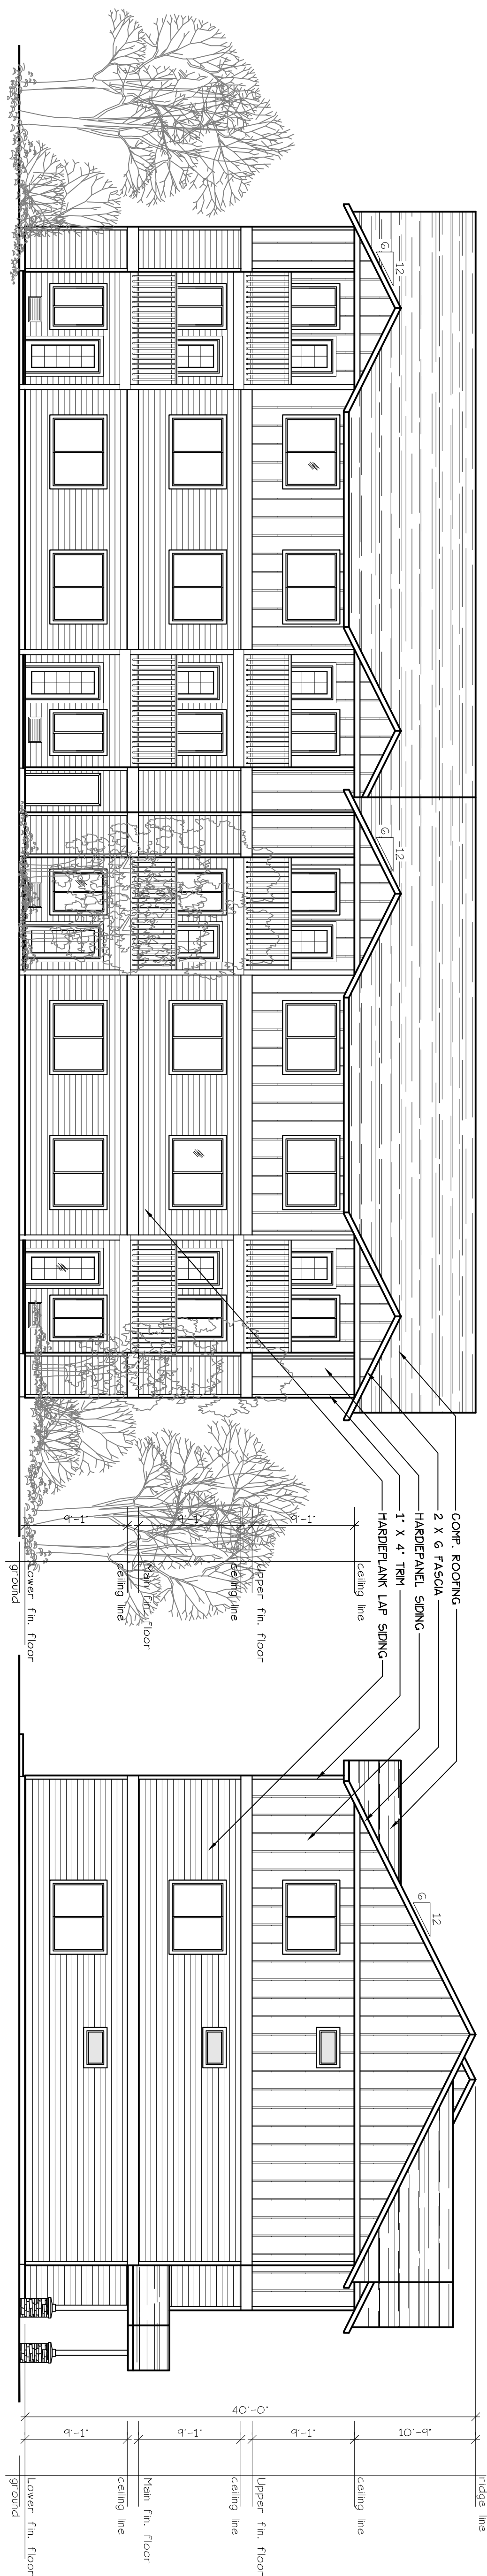 6
12
6
12
COMP. ROOFING
2 X 6 FASCIA
HARDIEPANEL SIDING
1" X 4" TRIM
HARDIEPLANK LAP SIDING
9'-1"
9'-1"
9'-1"
ceiling line
Upper fin. floor
ceiling line
Main fin. floor
ceiling line
Lower fin. floor
ground
6
12
40'-0"
10'-9"
9'-1"
9'-1"
9'-1"
ridge line
ceiling line
Upper fin. floor
ceiling line
Main fin. floor
ceiling line
Lower fin. floor
ground